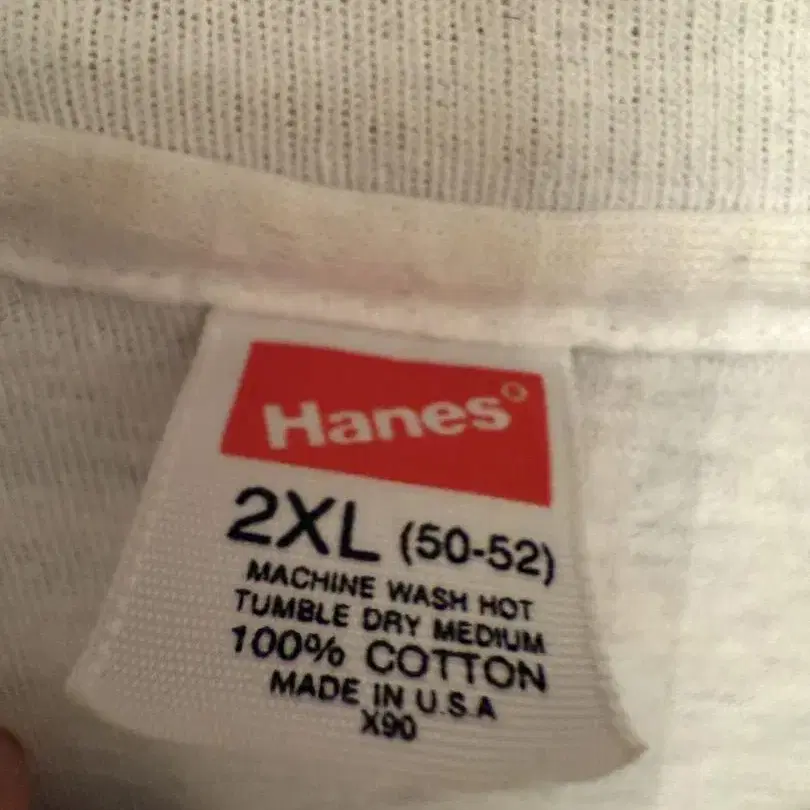 Hanes®
2XL (50-52)
MACHINE WASH HOT
TUMBLE DRY MEDIUM
100% COTTON
MADE IN U.S.A
X90